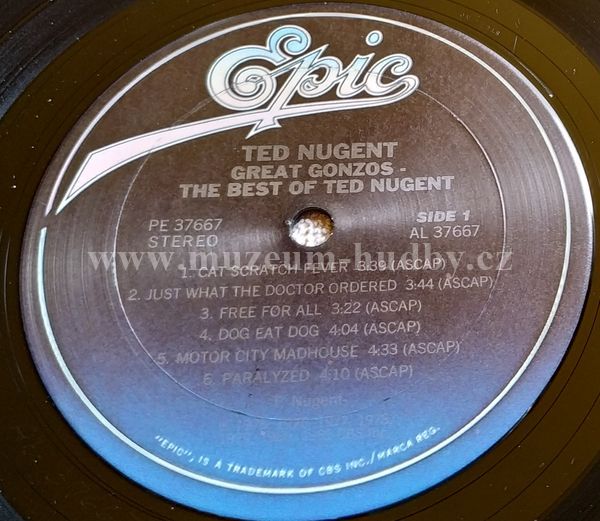 Epic
TED NUGENT
GREAT GONZOS -
THE BEST OF TED NUGENT
PE 37667
STEREO
SIDE 1
AL 37667
www.muzeum-hudby.cz
1. CAT SCRATCH FEVER 3:39 (ASCAP)
2. JUST WHAT THE DOCTOR ORDERED 3:44 (ASCAP)
3. FREE FOR ALL 3:22 (ASCAP)
4. DOG EAT DOG 4:04 (ASCAP)
5. MOTOR CITY MADHOUSE 4:33 (ASCAP)
6. PARALYZED 4:10 (ASCAP)
Nugent-
"EPIC", IS A TRADEMARK OF CBS INC./MARCA REG.